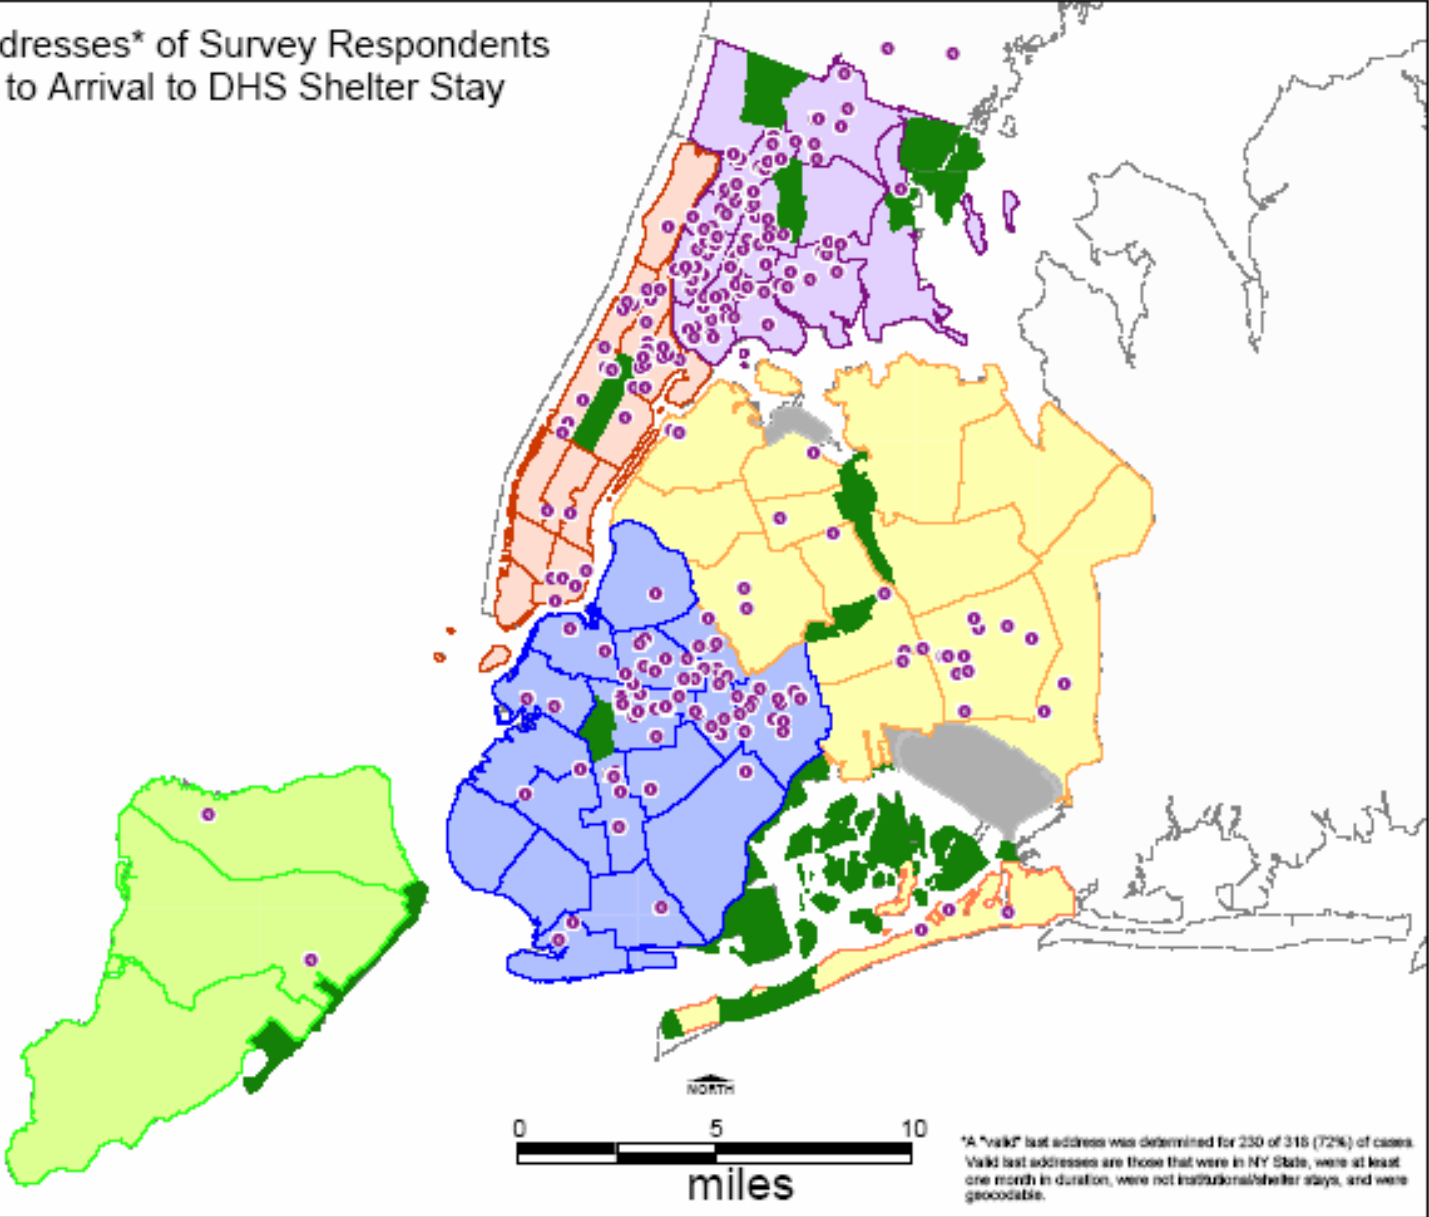 dresses* of Survey Respondents
to Arrival to DHS Shelter Stay
NORTH
0 5 10
miles
*A "valid" last address was determined for 230 of 318 (72%) of cases.
Valid last addresses are those that were in NY State, were at least
one month in duration, were not institutional/shelter stays, and were
geocodable.